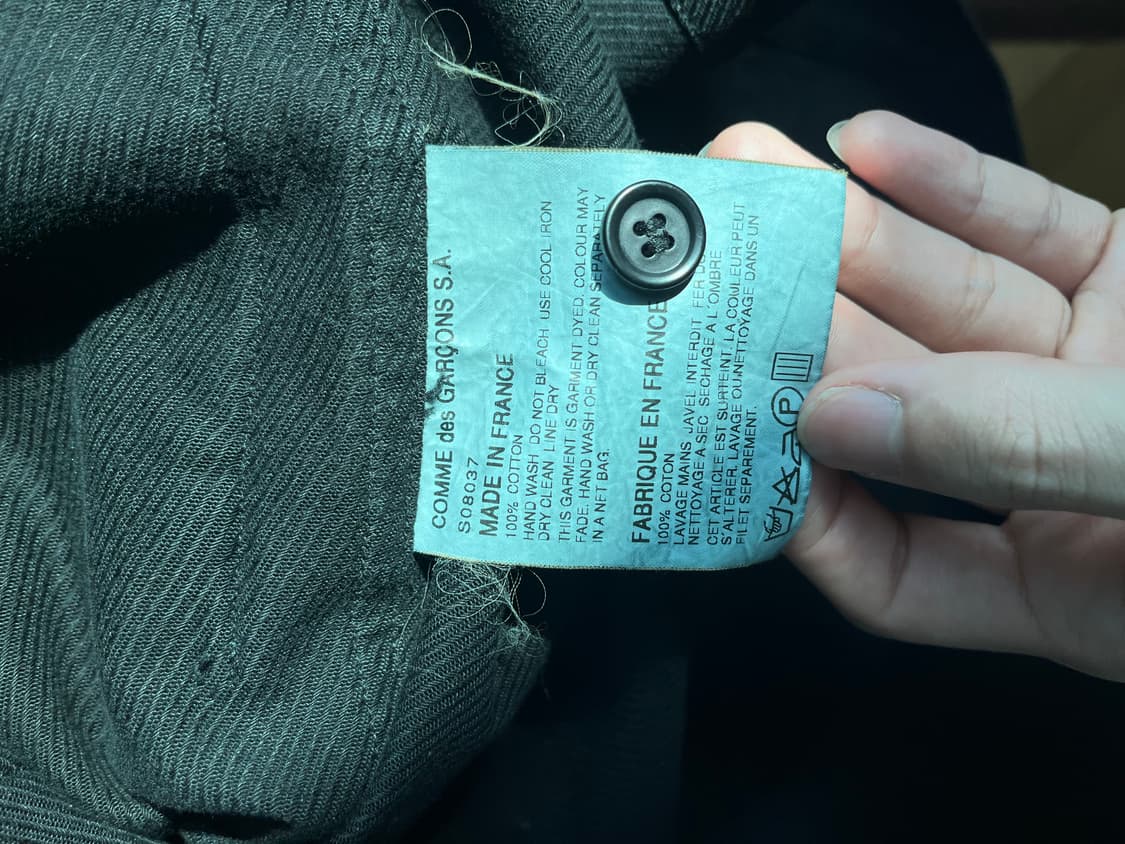 COMME des GARÇONS S.A.
S08037
MADE IN FRANCE
100% COTTON
HAND WASH DO NOT BLEACH USE COOL IRON
DRY CLEAN LINE DRY
THIS GARMENT IS GARMENT DYED. COLOUR MAY
FADE. HAND WASH OR DRY CLEAN SEPARATELY
IN A NET BAG.
FABRIQUE EN FRANCE
100% COTON
LAVAGE MAINS JAVEL INTERDIT FER
NETTOYAGE A SEC SECHAGE A L'OMBRE
CET ARTICLE EST SURTEINT. LA COULEUR PEUT
S'ALTERER. LAVAGE OU NETTOYAGE DANS UN
FILET SEPAREMENT.
P